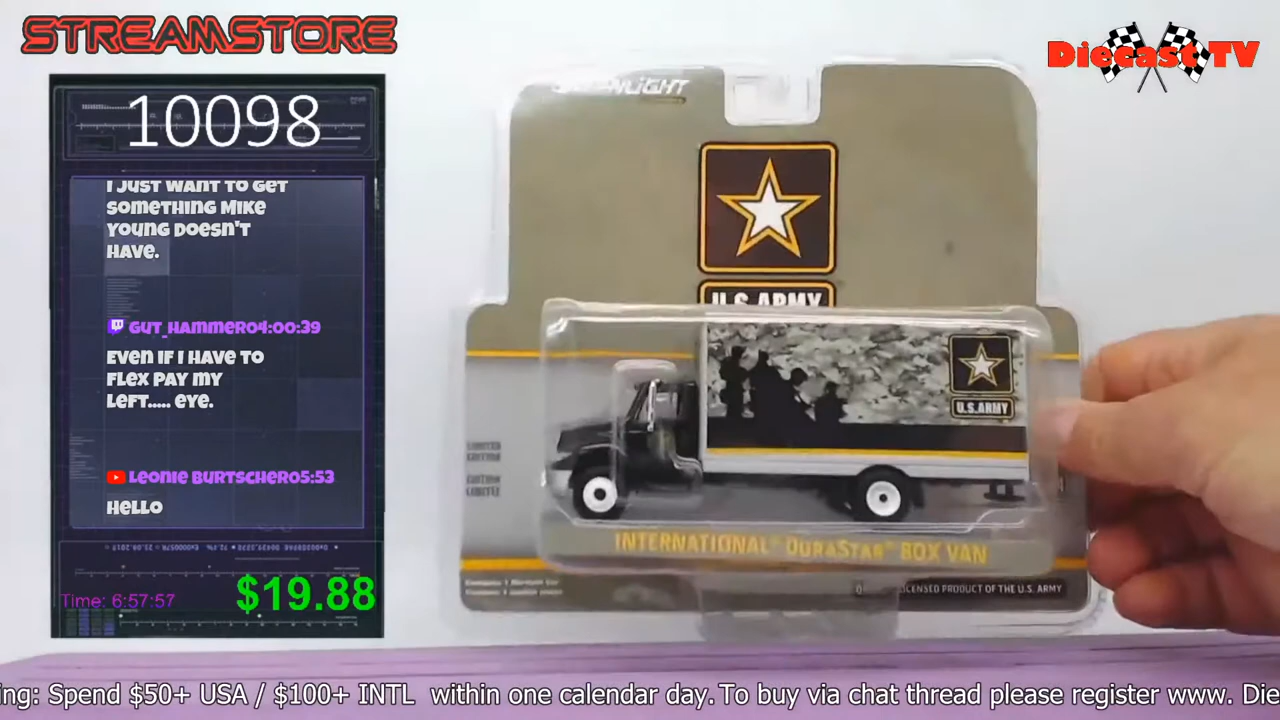 STREAMSTORE
Diecast TV
10098
I just want to get
something Mike
Young doesn't
have.
Gut_Hammer04:00:39
Even if I have to
flex pay my
left..... eye.
Leonie Burtscher05:53
Hello
Time: 6:57:57
$19.88
U.S.ARMY
U.S.ARMY
LIMITED
EDITION
INTERNATIONAL DURASTAR BOX VAN
LICENSED PRODUCT OF THE U.S. ARMY
ing: Spend $50+ USA / $100+ INTL within one calendar day. To buy via chat thread please register www. Die